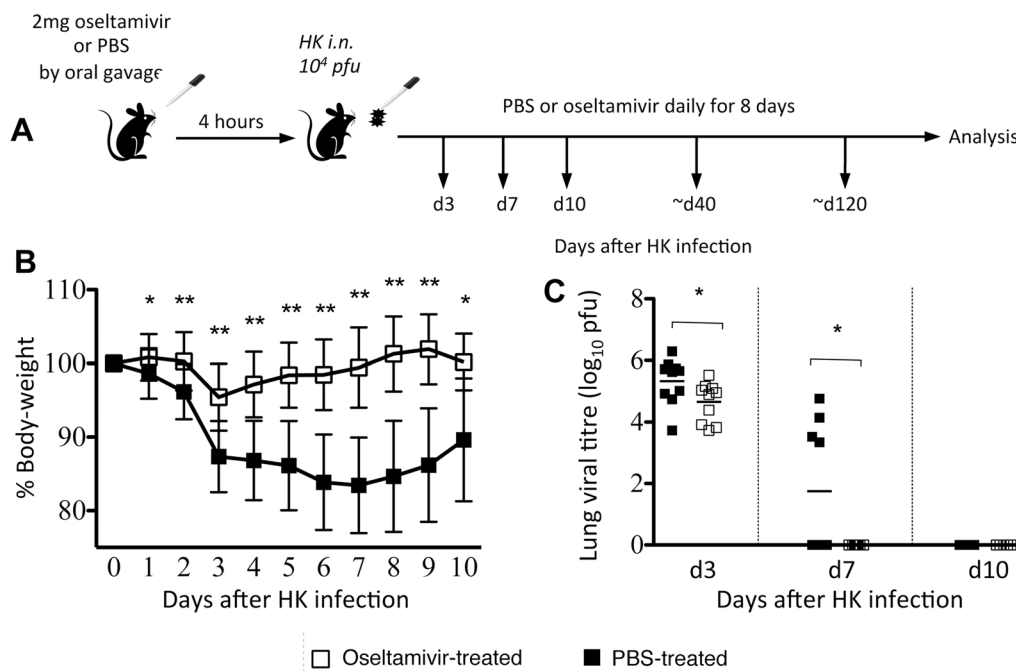 2mg oseltamivir
or PBS
by oral gavage
HK i.n.
10⁴ pfu
A
4 hours
PBS or oseltamivir daily for 8 days
Analysis
d3 d7 d10 ~d40 ~d120
Days after HK infection
B
110
100
90
80
% Body-weight
* ** ** ** ** ** ** ** ** *
0 1 2 3 4 5 6 7 8 9 10
Days after HK infection
C
8
6
4
2
0
Lung viral titre (log₁₀ pfu)
* *
d3 d7 d10
Days after HK infection
Oseltamivir-treated PBS-treated